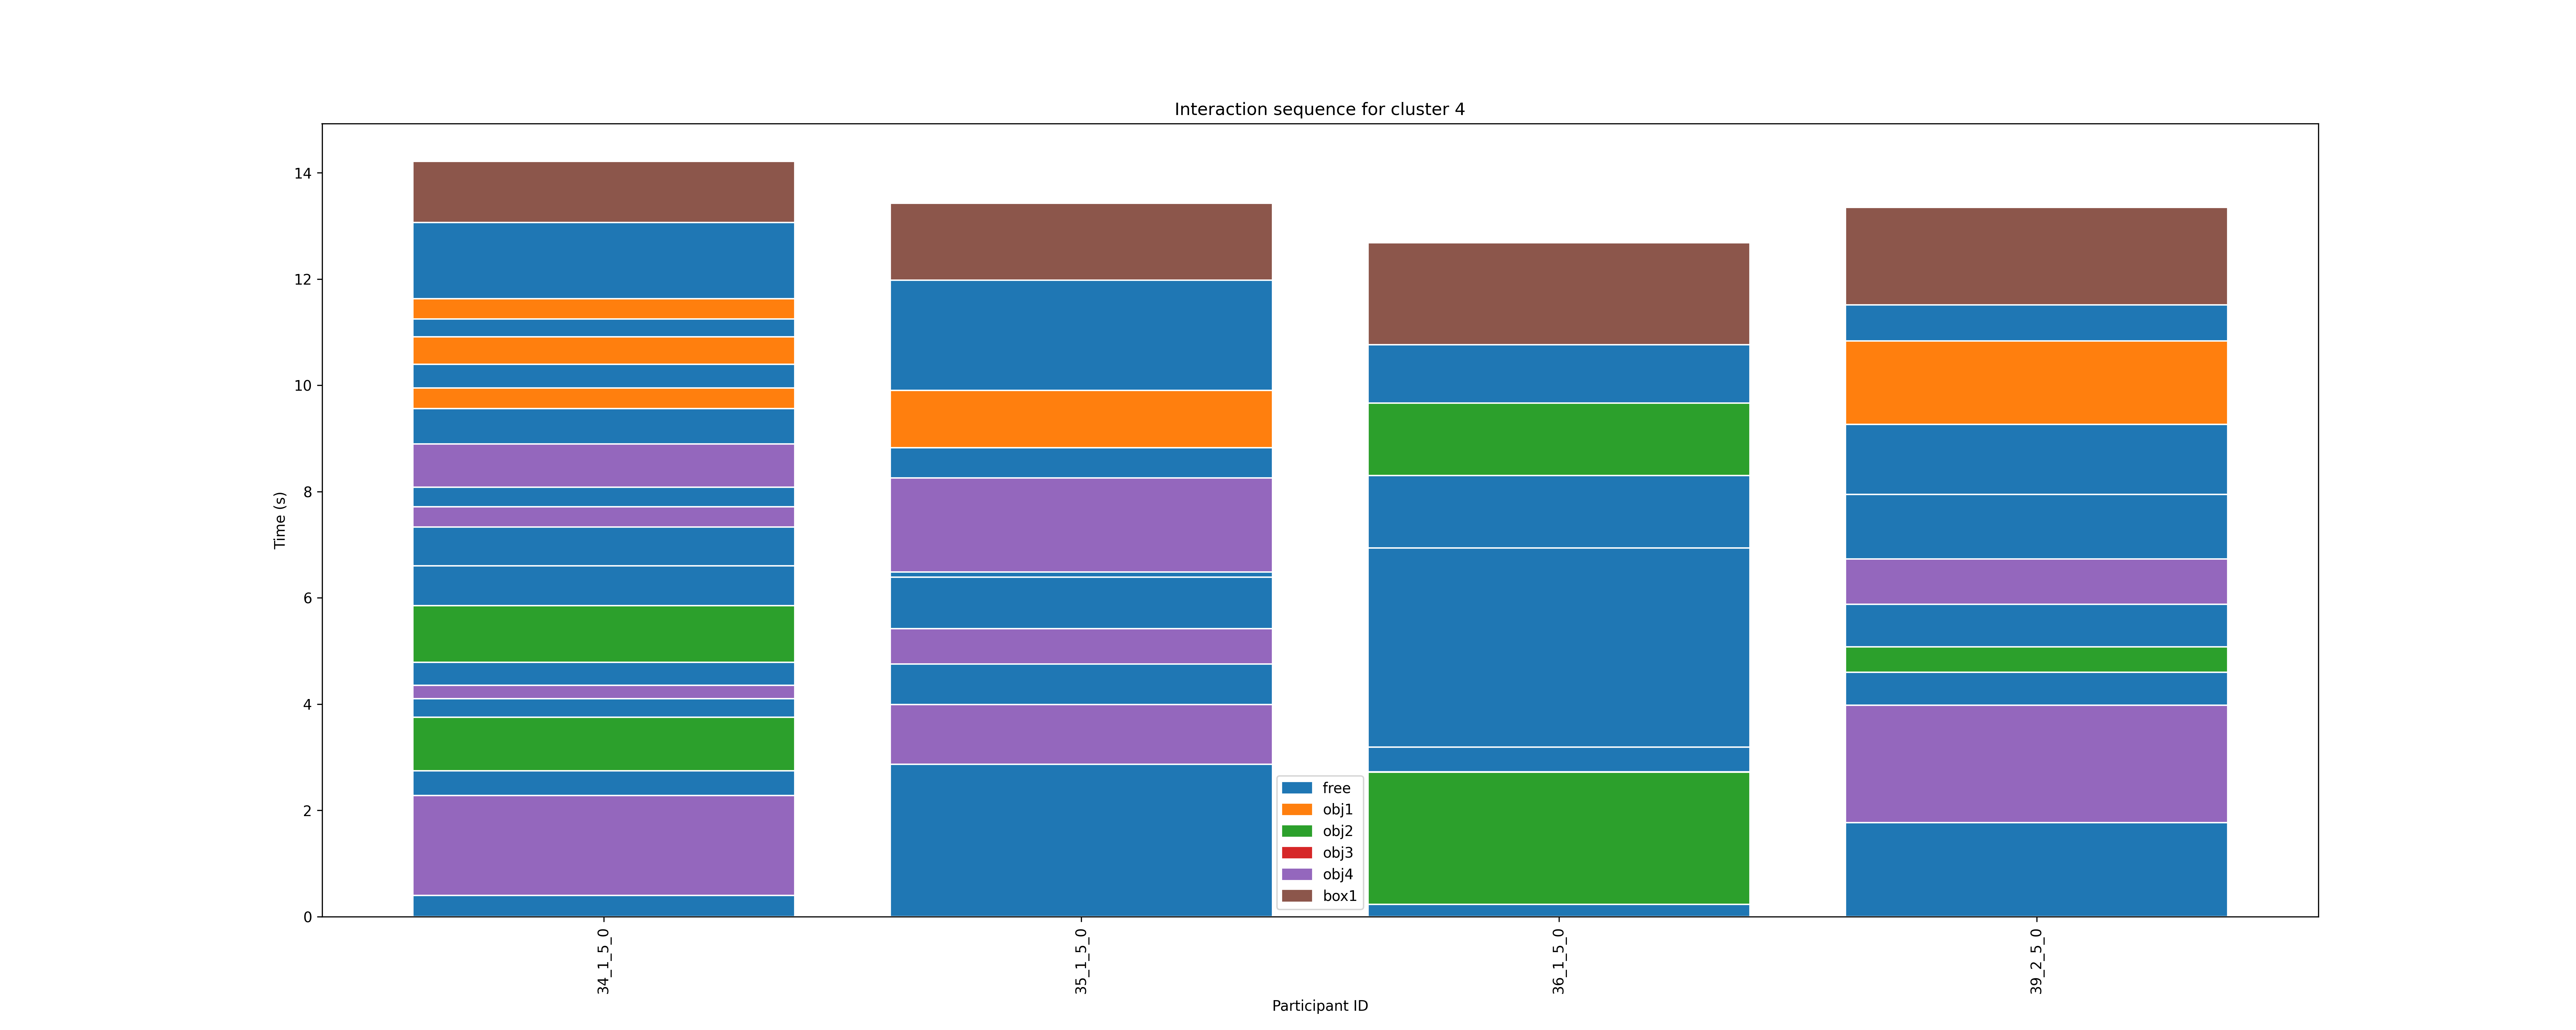 Interaction sequence for cluster 4
Time (s)
14
12
10
8
6
4
2
0
free
obj1
obj2
obj3
obj4
box1
34_1_5_0
35_1_5_0
36_1_5_0
39_2_5_0
Participant ID